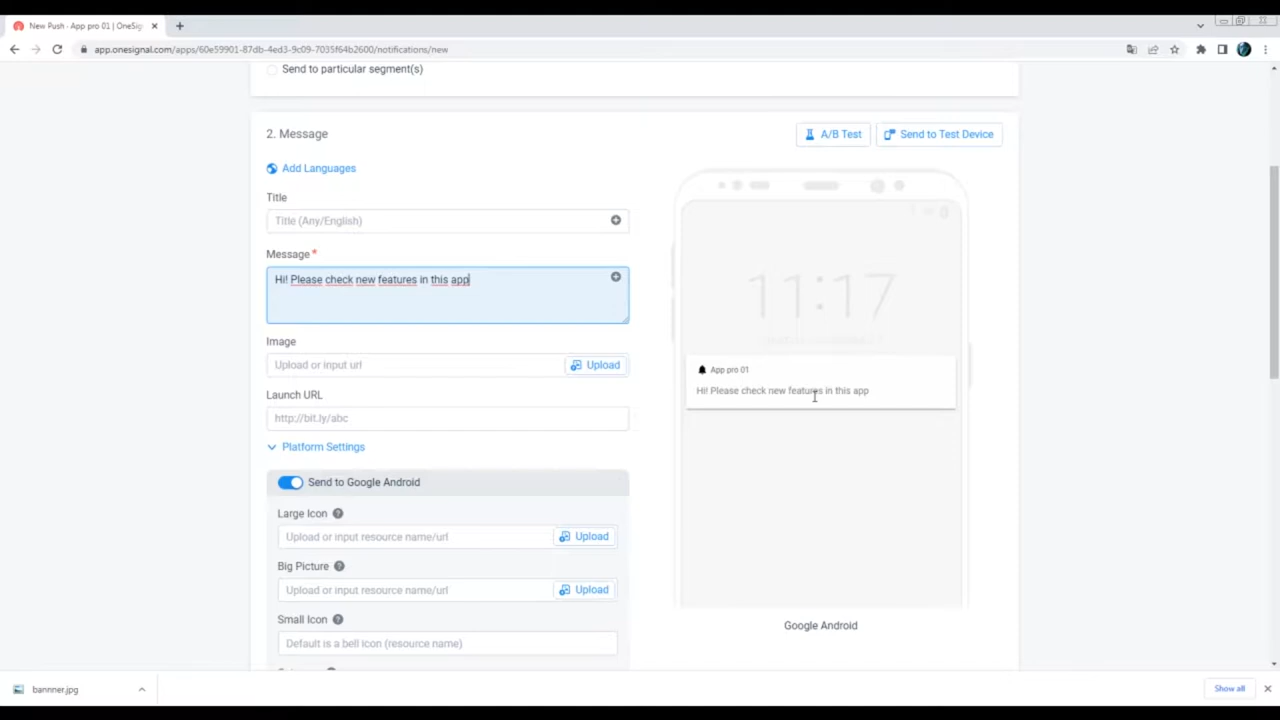 New Push - App pro 01 | OneSig
app.onesignal.com/apps/60e59901-87db-4ed3-9c09-7035f64b2600/notifications/new
Send to particular segment(s)
2. Message
A/B Test
Send to Test Device
Add Languages
Title
Title (Any/English)
Message*
Hi! Please check new features in this app
Image
Upload or input url
Upload
Launch URL
http://bit.ly/abc
Platform Settings
Send to Google Android
Large Icon
Upload or input resource name/url
Upload
Big Picture
Upload or input resource name/url
Upload
Small Icon
Default is a bell icon (resource name)
11:17
App pro 01
Hi! Please check new features in this app
Google Android
bannner.jpg
Show all